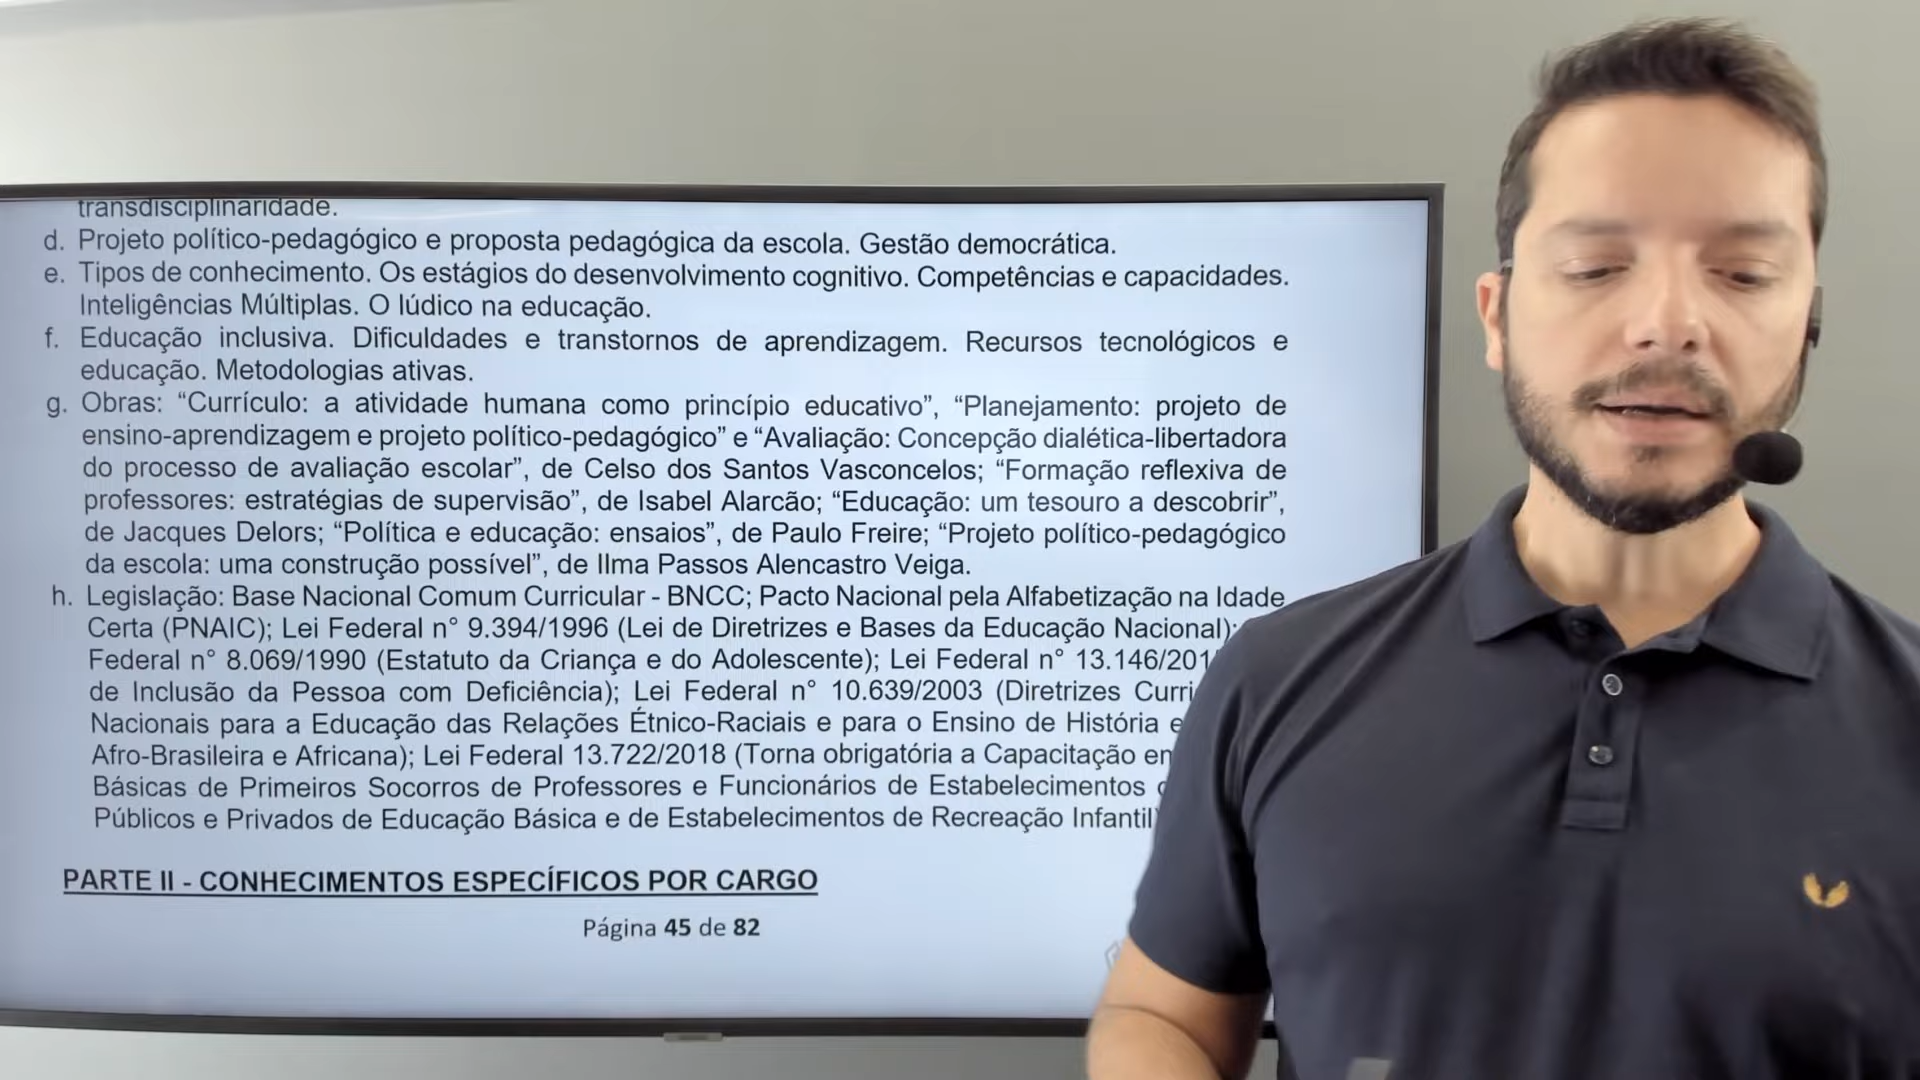 transdisciplinaridade.
d. Projeto político-pedagógico e proposta pedagógica da escola. Gestão democrática.
e. Tipos de conhecimento. Os estágios do desenvolvimento cognitivo. Competências e capacidades.
Inteligências Múltiplas. O lúdico na educação.
f. Educação inclusiva. Dificuldades e transtornos de aprendizagem. Recursos tecnológicos e
educação. Metodologias ativas.
g. Obras: “Currículo: a atividade humana como princípio educativo”, “Planejamento: projeto de
ensino-aprendizagem e projeto político-pedagógico” e “Avaliação: Concepção dialética-libertadora
do processo de avaliação escolar”, de Celso dos Santos Vasconcelos; “Formação reflexiva de
professores: estratégias de supervisão”, de Isabel Alarcão; “Educação: um tesouro a descobrir”,
de Jacques Delors; “Política e educação: ensaios”, de Paulo Freire; “Projeto político-pedagógico
da escola: uma construção possível”, de Ilma Passos Alencastro Veiga.
h. Legislação: Base Nacional Comum Curricular - BNCC; Pacto Nacional pela Alfabetização na Idade
Certa (PNAIC); Lei Federal n° 9.394/1996 (Lei de Diretrizes e Bases da Educação Nacional);
Federal n° 8.069/1990 (Estatuto da Criança e do Adolescente); Lei Federal n° 13.146/201
de Inclusão da Pessoa com Deficiência); Lei Federal n° 10.639/2003 (Diretrizes Curri
Nacionais para a Educação das Relações Étnico-Raciais e para o Ensino de História e
Afro-Brasileira e Africana); Lei Federal 13.722/2018 (Torna obrigatória a Capacitação
Básicas de Primeiros Socorros de Professores e Funcionários de Estabelecimentos
Públicos e Privados de Educação Básica e de Estabelecimentos de Recreação Infantil)
PARTE II - CONHECIMENTOS ESPECÍFICOS POR CARGO
Página 45 de 82